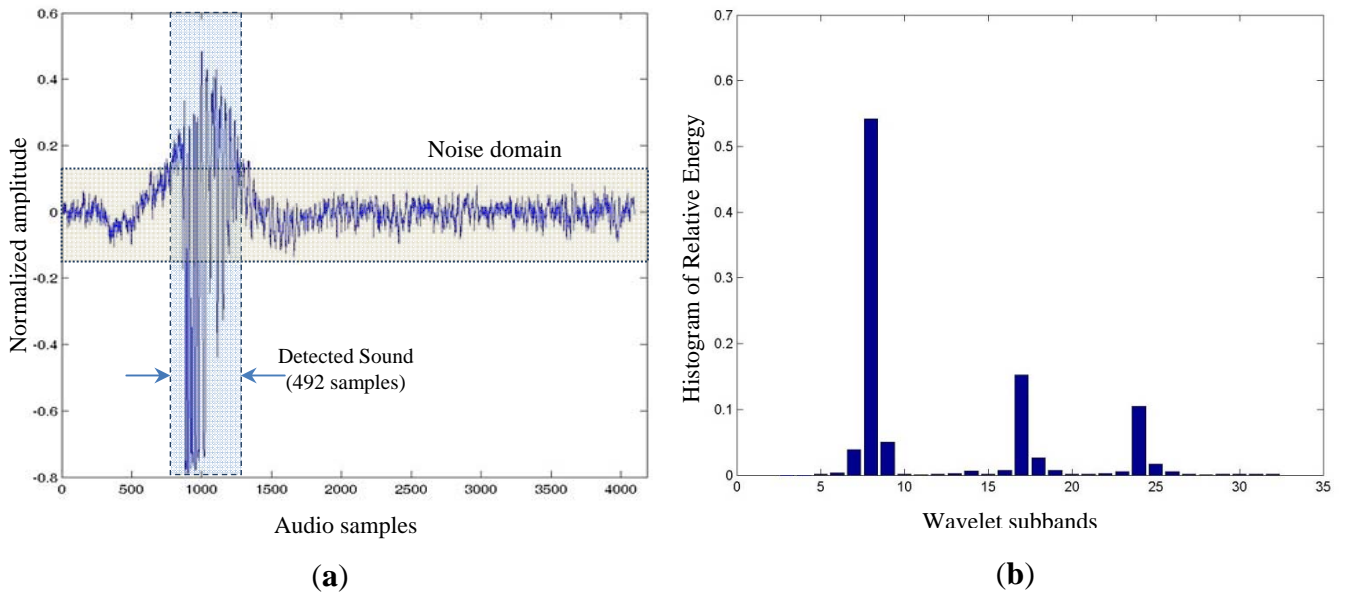 0.6
0.4
0.2
0
-0.2
-0.4
-0.6
-0.8
Normalized amplitude
Noise domain
Detected Sound
(492 samples)
0 500 1000 1500 2000 2500 3000 3500 4000
Audio samples
(a)
0.7
0.6
0.5
0.4
0.3
0.2
0.1
0
Histogram of Relative Energy
0 5 10 15 20 25 30 35
Wavelet subbands
(b)